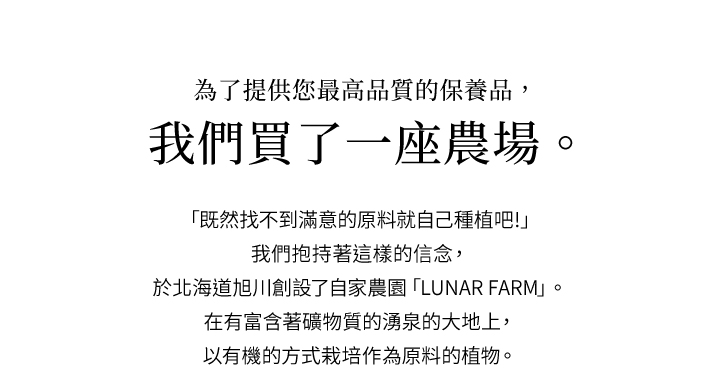 為了提供您最高品質的保養品，
我們買了一座農場。
「既然找不到滿意的原料就自己種植吧!」
我們抱持著這樣的信念，
於北海道旭川創設了自家農園「LUNAR FARM」。
在有富含著礦物質的湧泉的大地上，
以有機的方式栽培作為原料的植物。